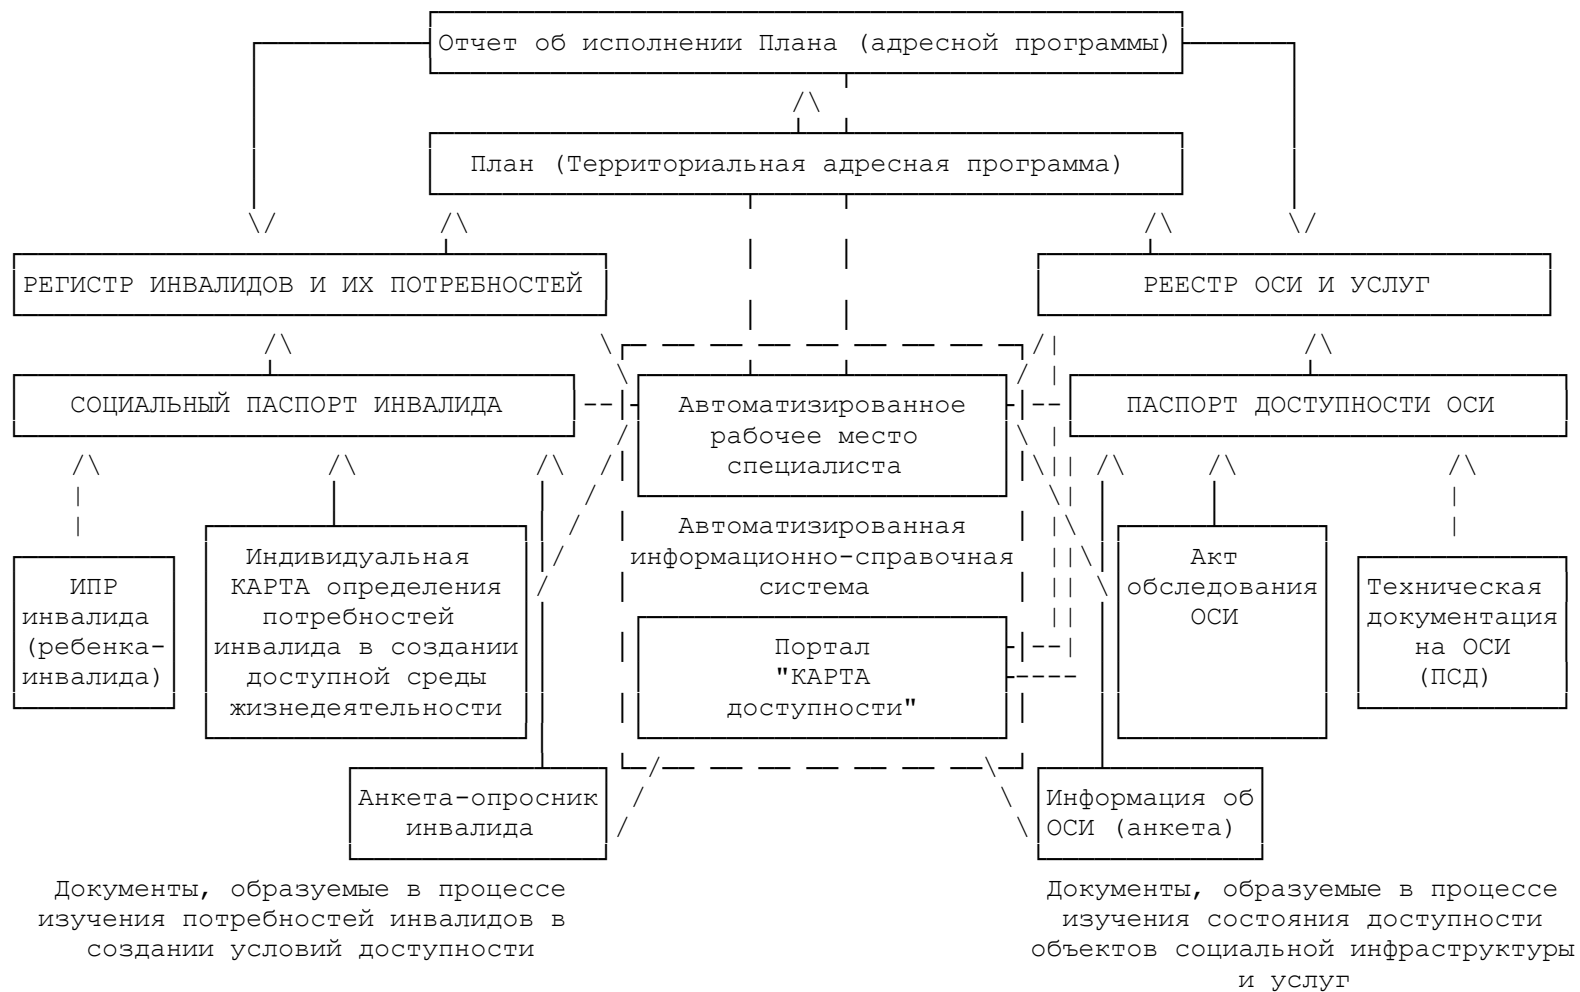 Отчет об исполнении Плана (адресной программы)
План (Территориальная адресная программа)
РЕГИСТР ИНВАЛИДОВ И ИХ ПОТРЕБНОСТЕЙ
РЕЕСТР ОСИ И УСЛУГ
СОЦИАЛЬНЫЙ ПАСПОРТ ИНВАЛИДА
Автоматизированное
рабочее место
специалиста
ПАСПОРТ ДОСТУПНОСТИ ОСИ
Автоматизированная
информационно-справочная
система
ИПР
инвалида
(ребенка-
инвалида)
Индивидуальная
КАРТА определения
потребностей
инвалида в создании
доступной среды
жизнедеятельности
Портал
"КАРТА
доступности"
Акт
обследования
ОСИ
Техническая
документация
на ОСИ
(ПСД)
Анкета-опросник
инвалида
Информация об
ОСИ (анкета)
Документы, образуемые в процессе
изучения потребностей инвалидов в
создании условий доступности
Документы, образуемые в процессе
изучения состояния доступности
объектов социальной инфраструктуры
и услуг